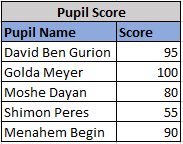 Pupil Score
Pupil Name Score
David Ben Gurion 95
Golda Meyer 100
Moshe Dayan 80
Shimon Peres 55
Menahem Begin 90